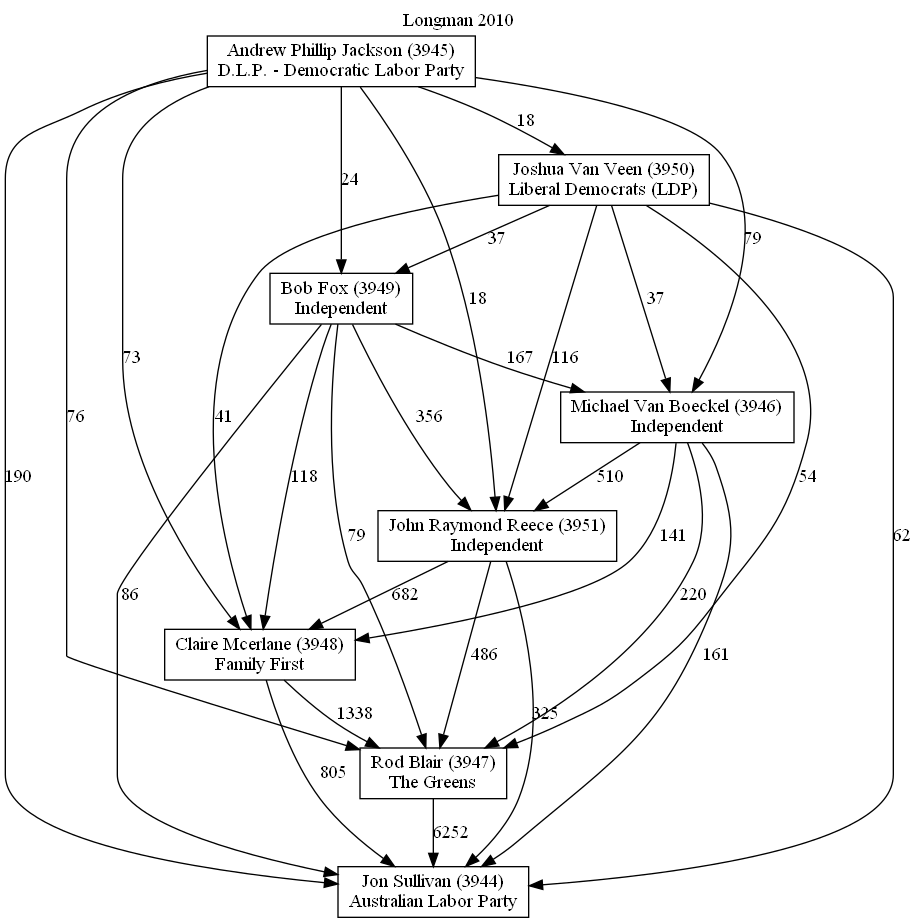 Longman 2010
Andrew Phillip Jackson (3945)
D.L.P. - Democratic Labor Party
18
Joshua Van Veen (3950)
Liberal Democrats (LDP)
24
37
79
Bob Fox (3949)
Independent
18
37
73
167
116
Michael Van Boeckel (3946)
Independent
76
41
356
190
118
510
54
John Raymond Reece (3951)
Independent
79
141
62
86
682
220
Claire Mcerlane (3948)
Family First
486
161
1338
325
Rod Blair (3947)
The Greens
805
6252
Jon Sullivan (3944)
Australian Labor Party